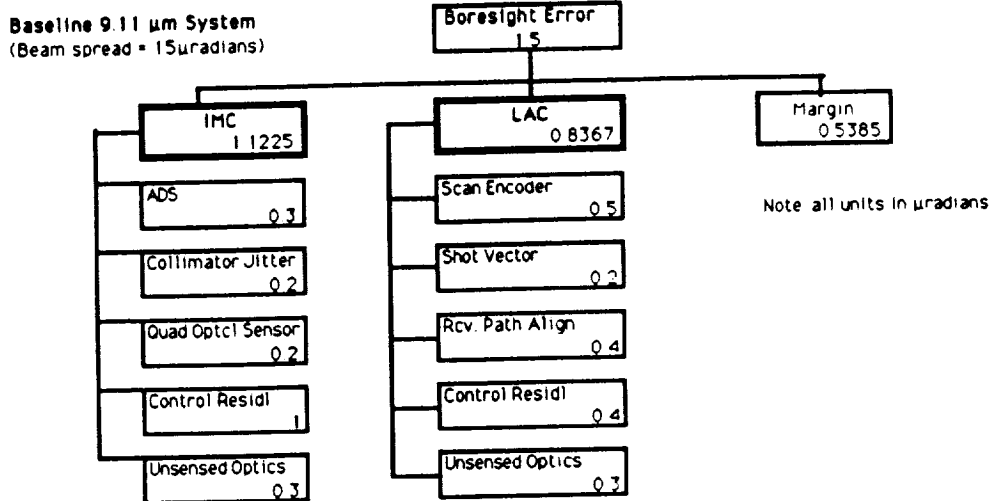 Baseline 9.11 µm System
(Beam spread = 15µradians)
Boresight Error
1.5
IMC
1.1225
LAC
0.8367
Margin
0.5385
ADS
0.3
Collimator Jitter
0.2
Quad Optcl Sensor
0.2
Control Residl
1
Unsensed Optics
0.3
Scan Encoder
0.5
Shot Vector
0.2
Rcv. Path Align
0.4
Control Residl
0.4
Unsensed Optics
0.3
Note all units in µradians